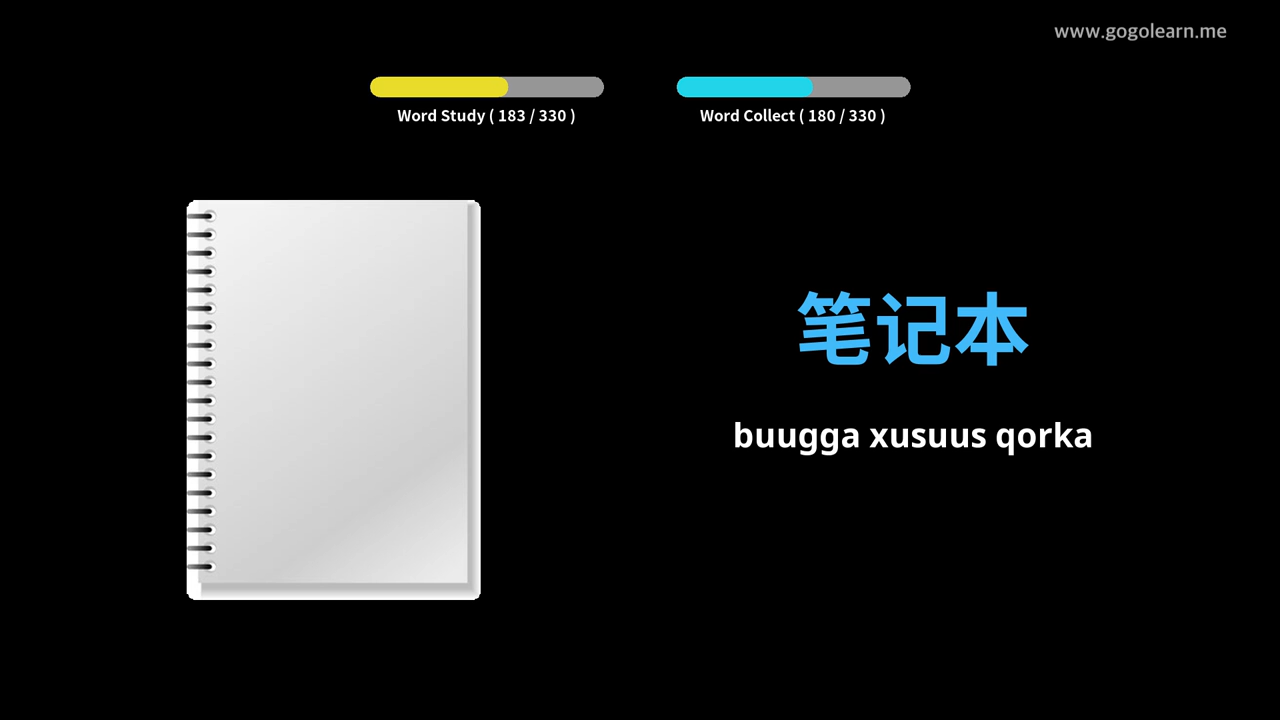 www.gogolearn.me
Word Study ( 183 / 330 )
Word Collect ( 180 / 330 )
笔记本
buugga xusuus qorka